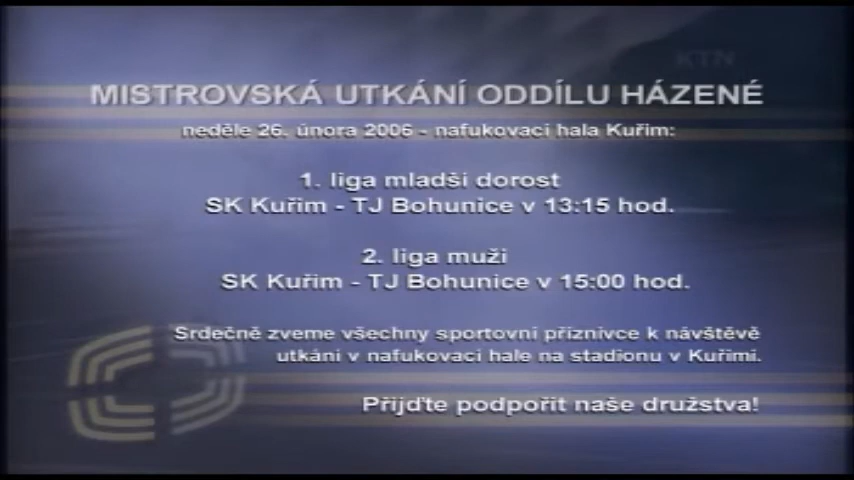 KTN
MISTROVSKÁ UTKÁNÍ ODDÍLU HÁZENÉ
neděle 26. února 2006 - nafukovací hala Kuřim:
1. liga mladší dorost
SK Kuřim - TJ Bohunice v 13:15 hod.
2. liga muži
SK Kuřim - TJ Bohunice v 15:00 hod.
Srdečně zveme všechny sportovní příznivce k návštěvě
utkání v nafukovací hale na stadionu v Kuřimi.
Přijďte podpořit naše družstva!